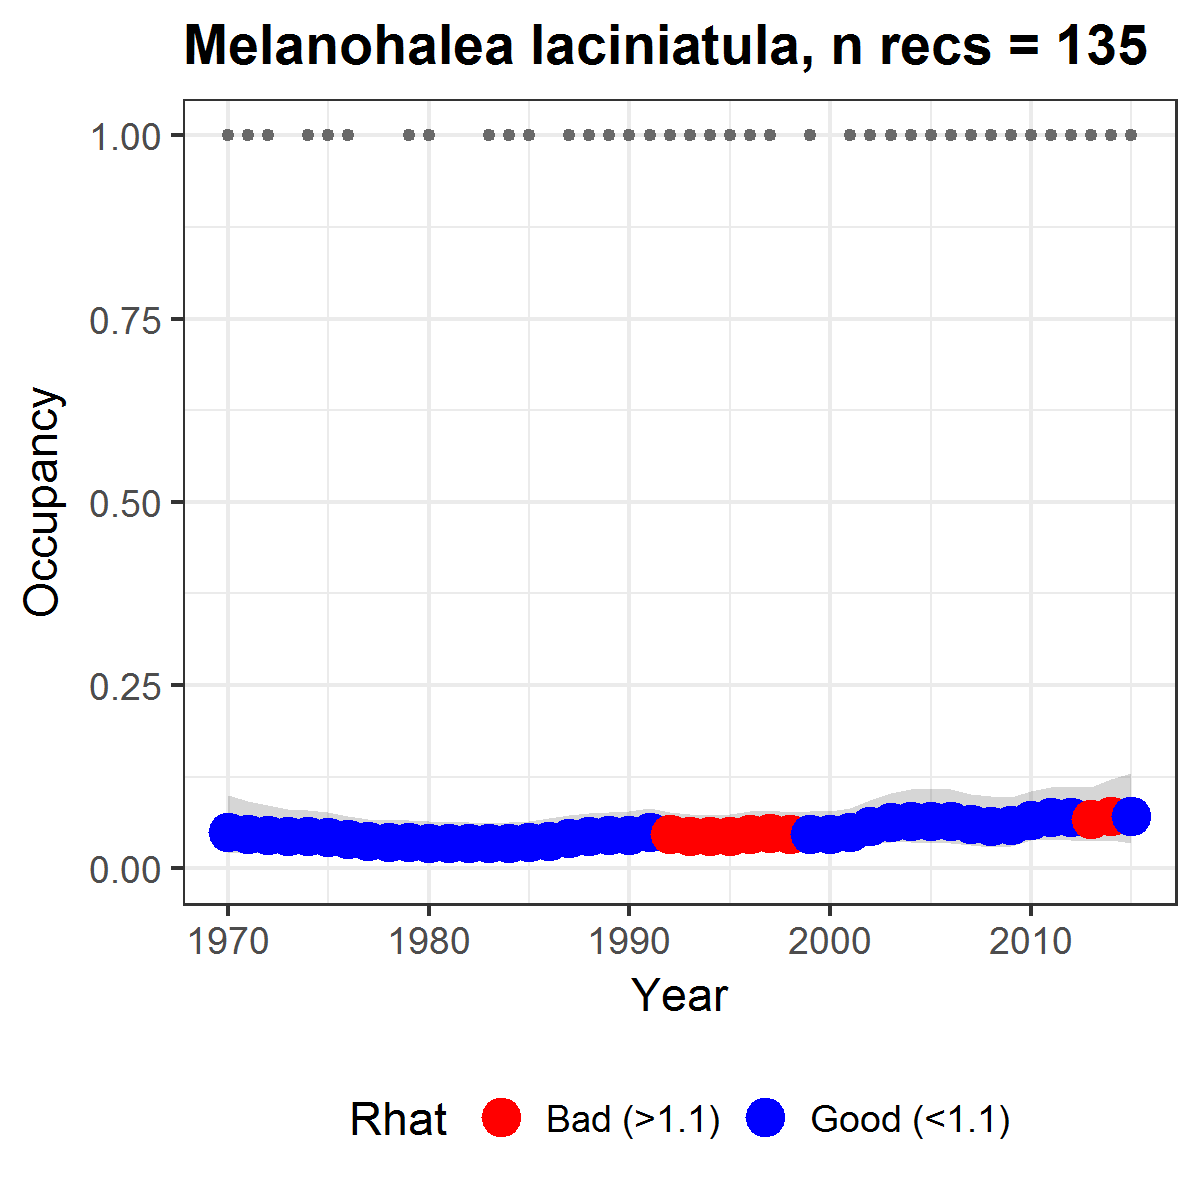 Melanohalea laciniatula, n recs = 135
1.00
0.75
0.50
0.25
0.00
Occupancy
1970 1980 1990 2000 2010
Year
Rhat Bad (>1.1) Good (<1.1)